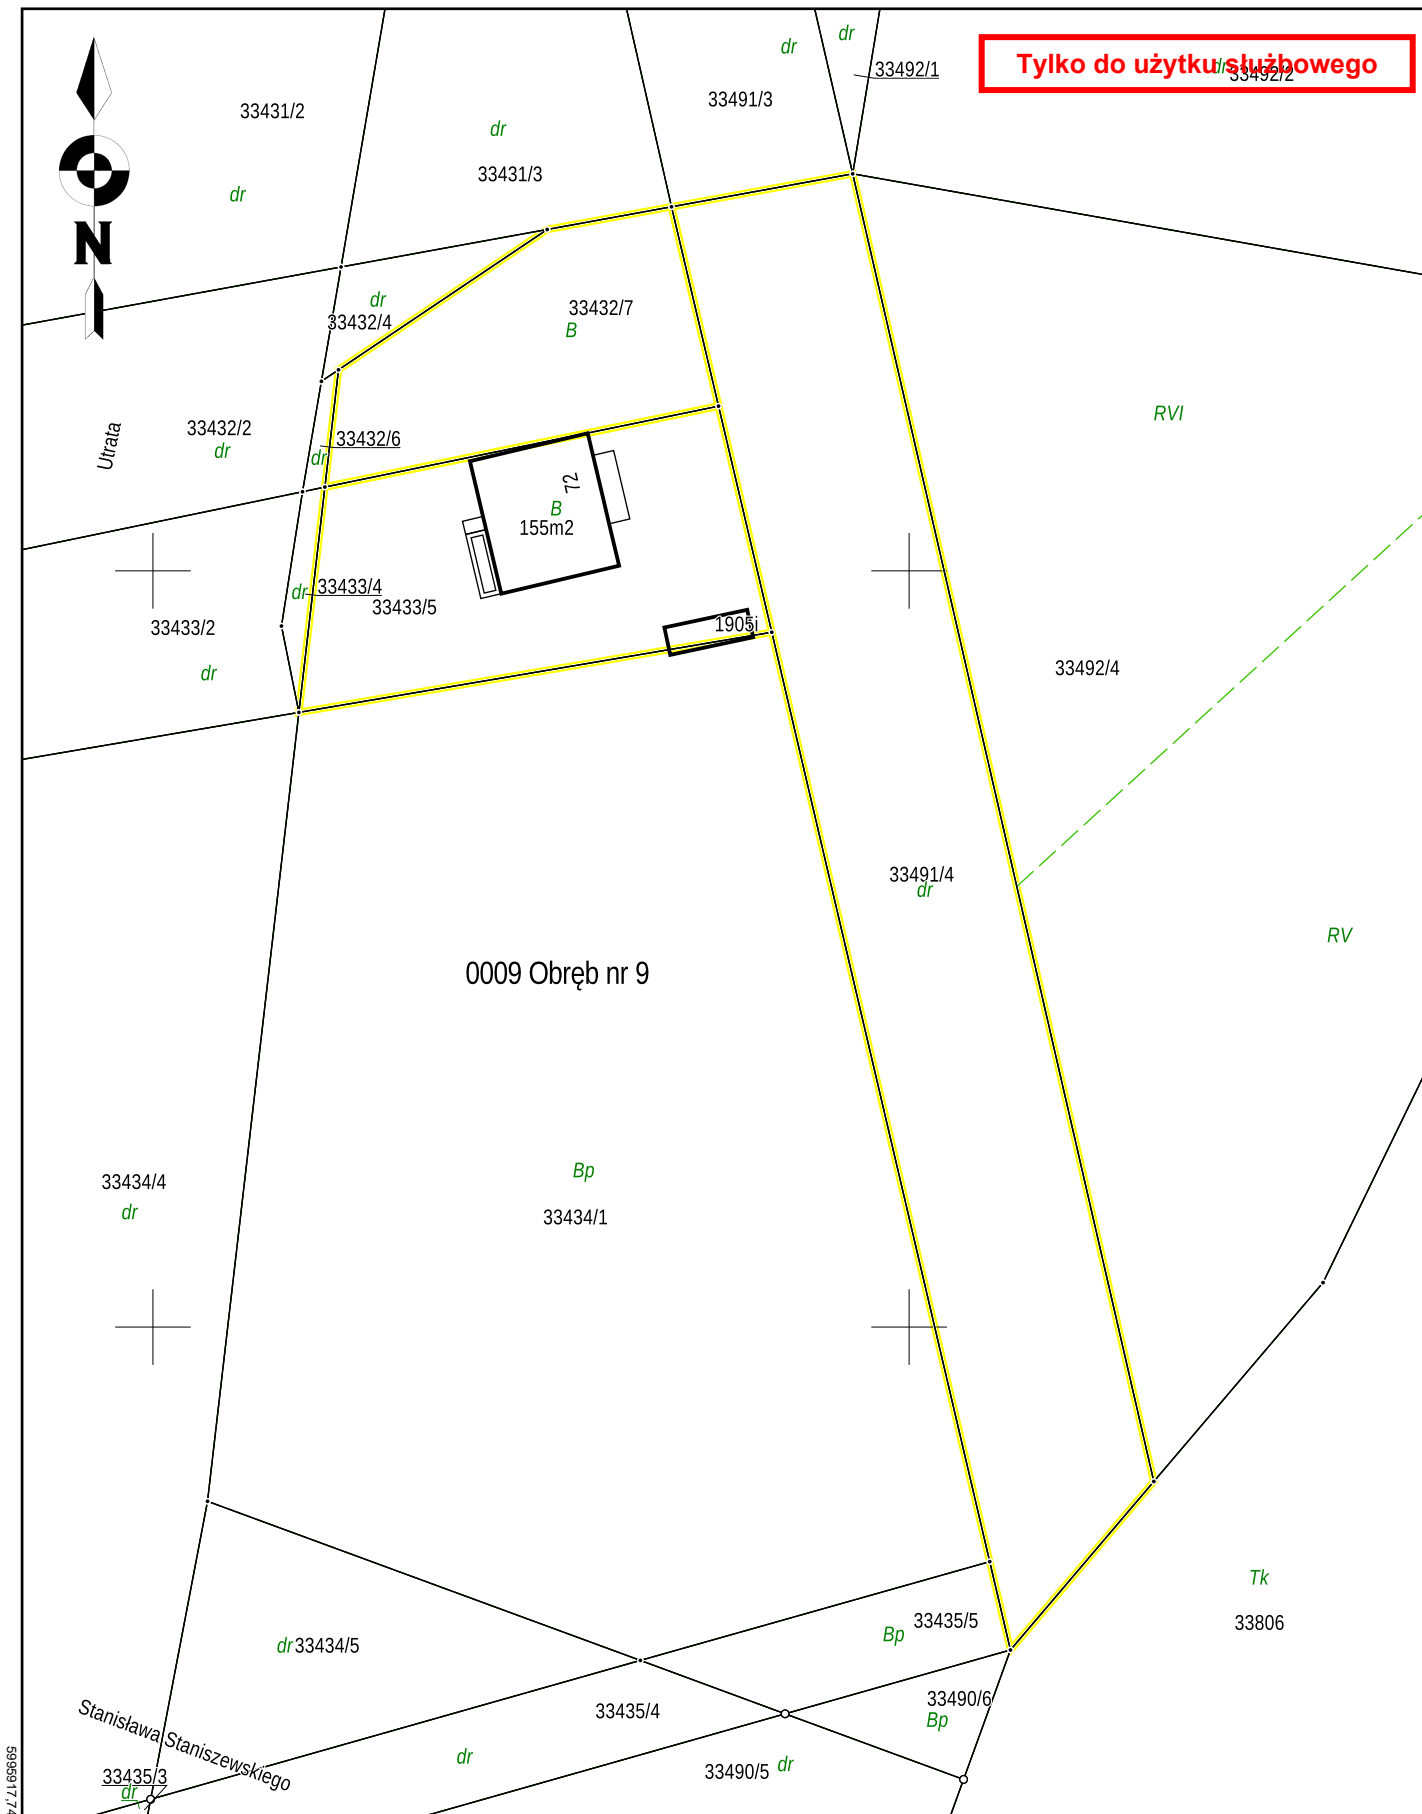 dr
dr
33492/1
Tylko do użytku służbowego
dr
33492/2
33491/3
33431/2
dr
33431/3
dr
N
dr
33432/4
33432/7
B
RVI
Utrata
33432/2
dr
33432/6
dr
72
B
155m2
dr
33433/4
33433/5
33433/2
1905i
dr
33492/4
33491/4
dr
RV
0009 Obręb nr 9
Bp
33434/1
33434/4
dr
Tk
33806
33435/5
Bp
dr
33434/5
33490/6
Bp
33435/4
dr
Stanisława Staniszewskiego
33490/5
dr
33435/3
dr
5995917,74